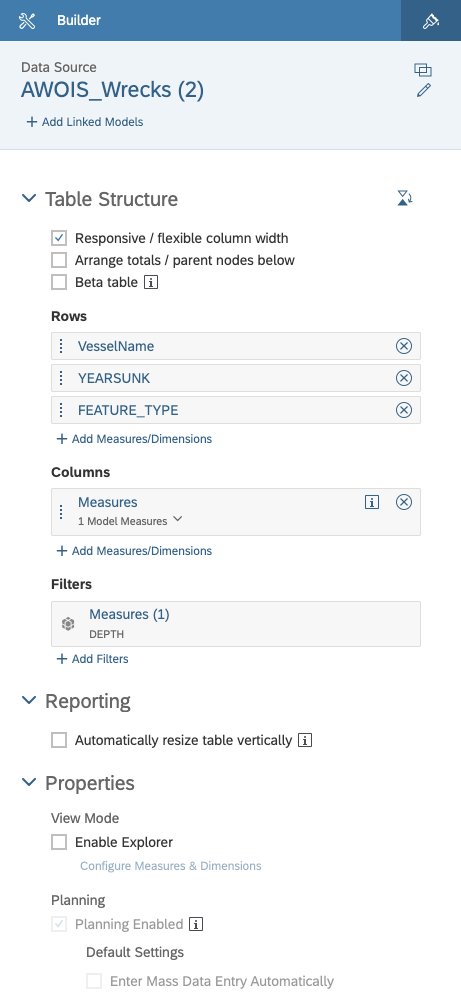 Builder
Data Source
AWOIS_Wrecks (2)
+ Add Linked Models
Table Structure
Responsive / flexible column width
Arrange totals / parent nodes below
Beta table
Rows
VesselName
YEARSUNK
FEATURE_TYPE
+ Add Measures/Dimensions
Columns
Measures
1 Model Measures
+ Add Measures/Dimensions
Filters
Measures (1)
DEPTH
+ Add Filters
Reporting
Automatically resize table vertically
Properties
View Mode
Enable Explorer
Configure Measures & Dimensions
Planning
Planning Enabled
Default Settings
Enter Mass Data Entry Automatically